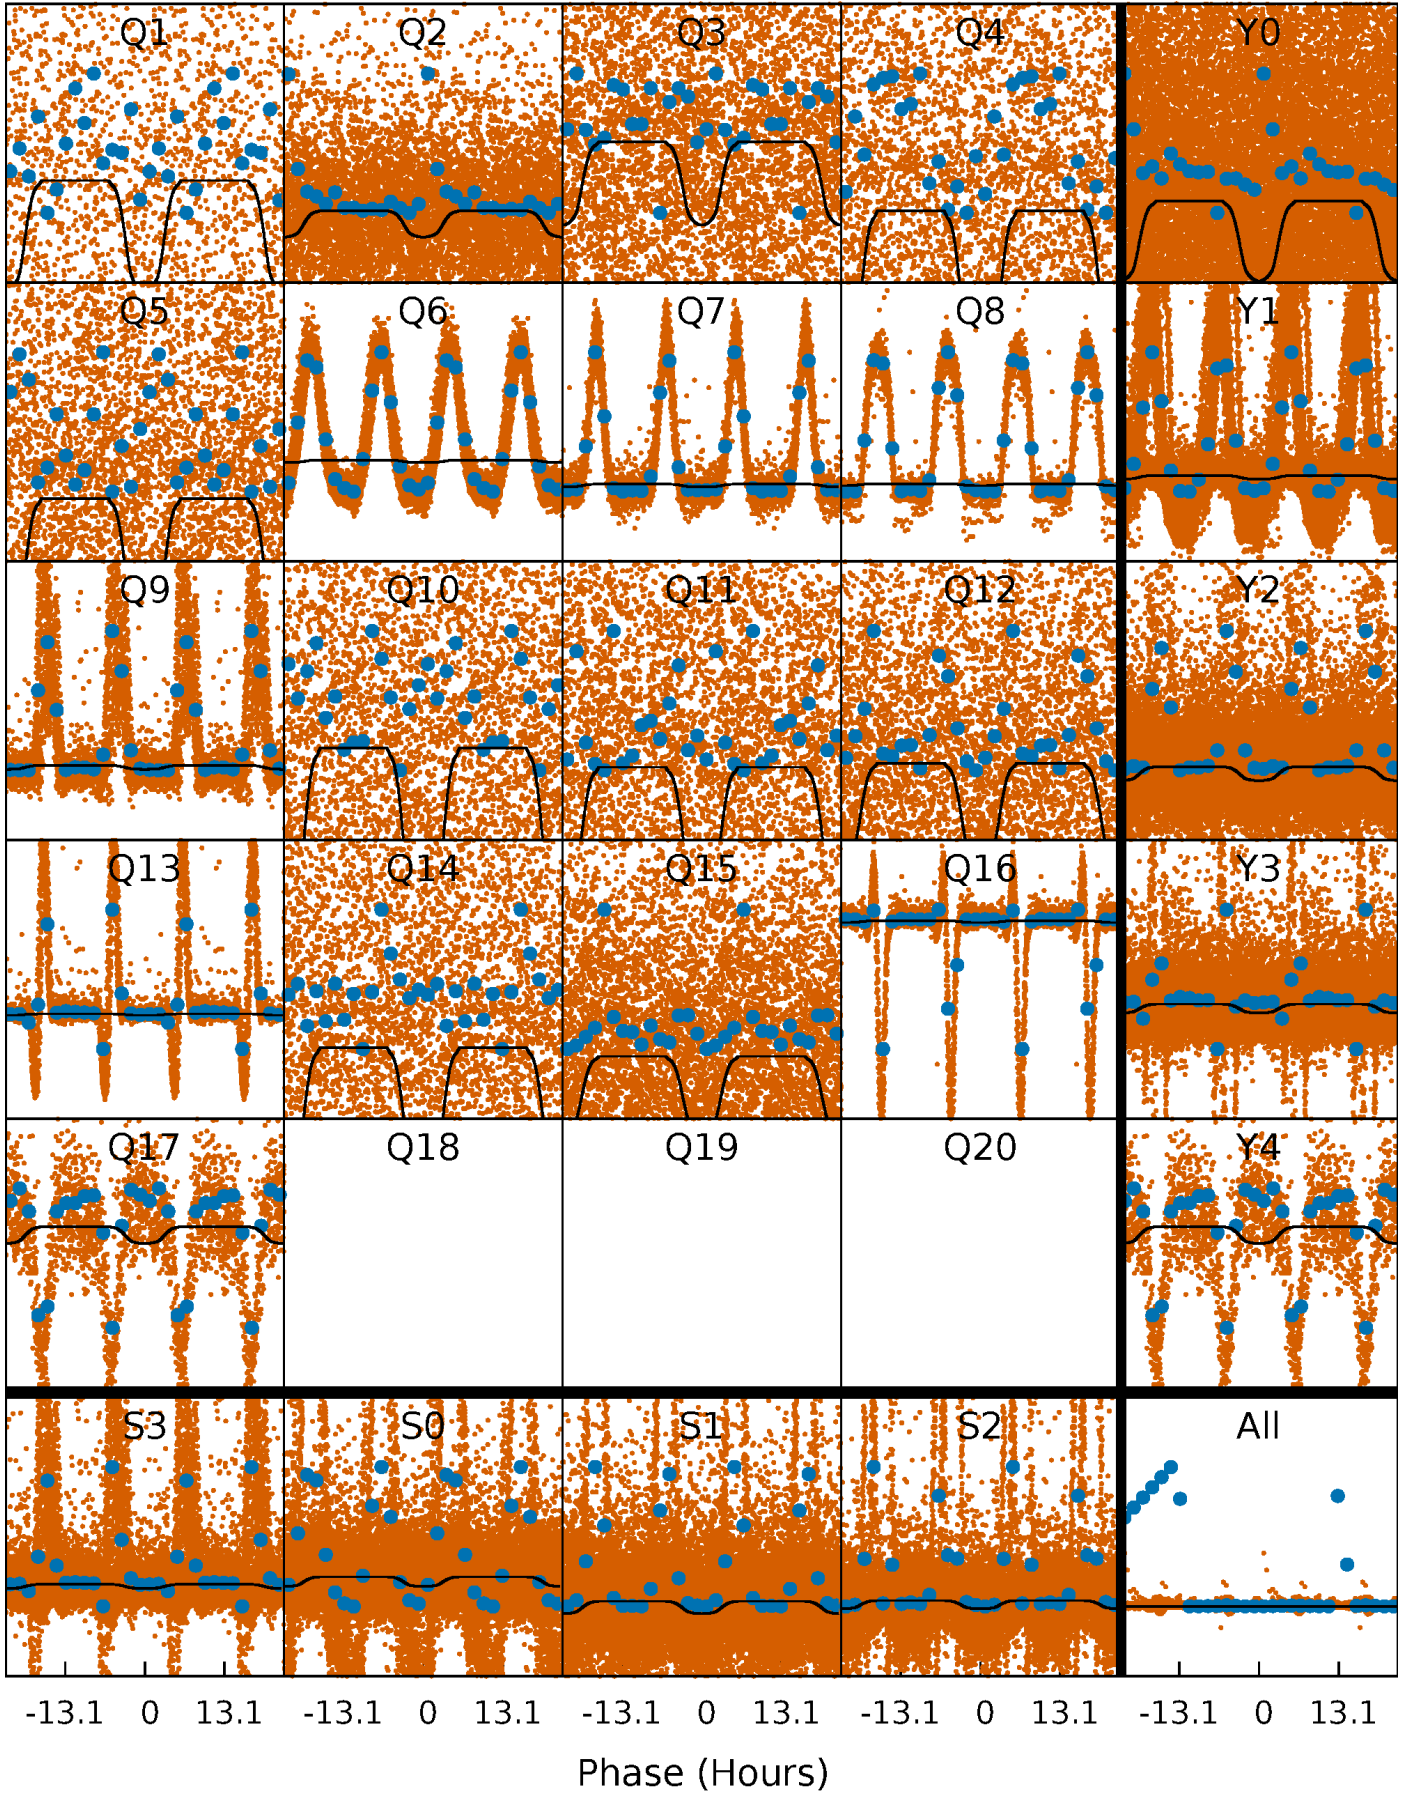 Q1 Q2 Q3 Q4 Y0
Q5 Q6 Q7 Q8 Y1
Q9 Q10 Q11 Q12 Y2
Q13 Q14 Q15 Q16 Y3
Q17 Q18 Q19 Q20 Y4
S3 S0 S1 S2 All
-13.1 0 13.1 -13.1 0 13.1 -13.1 0 13.1 -13.1 0 13.1 -13.1 0 13.1
Phase (Hours)